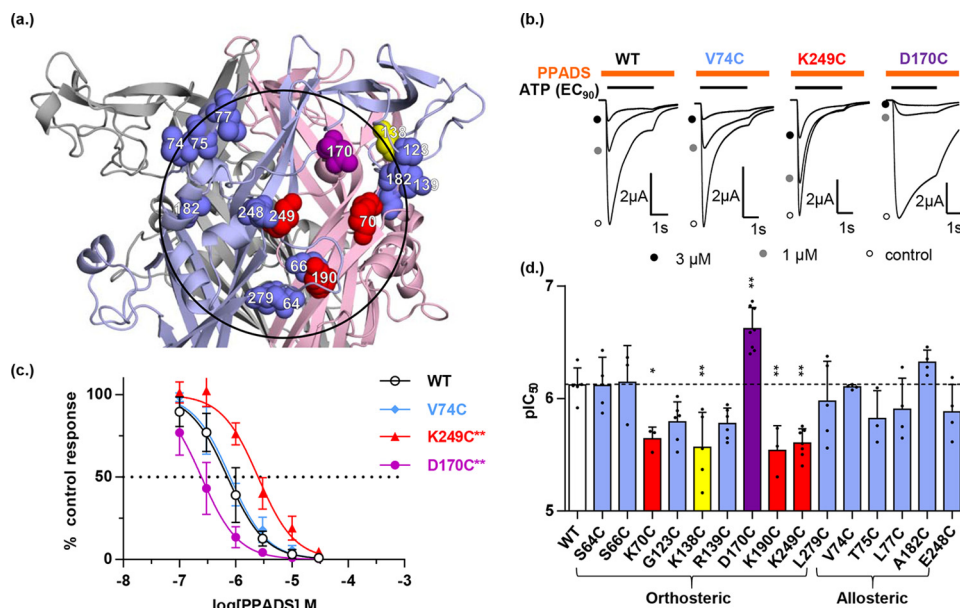 (a.)
77
74 75
138
123
170
182
139
182
248 249
70
66
190
279 64
(b.)
WT V74C K249C D170C
PPADS
ATP (EC90)
2µA 2µA 2µA 2µA
1s 1s 1s 1s
3 µM 1 µM control
(c.)
% control response
100
50
0
-8 -7 -6 -5 -4 -3
log[PPADS] M
WT
V74C
K249C**
D170C**
(d.)
pIC50
7
6
5
* ** ** ** **
WT S64C S66C K70C G123C K138C R139C D170C K190C K249C L279C V74C T75C L77C A182C E248C
Orthosteric Allosteric